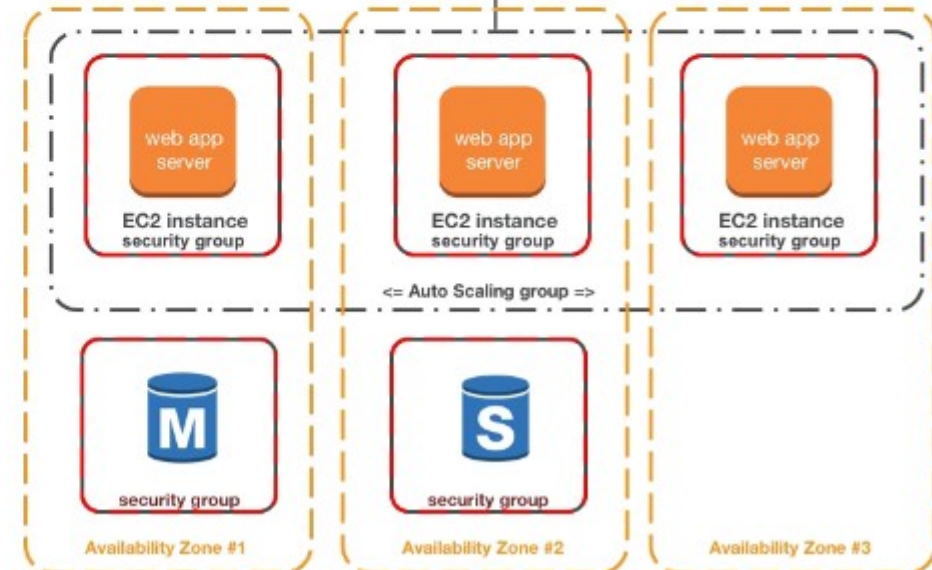 web app
server
EC2 instance
security group
web app
server
EC2 instance
security group
web app
server
EC2 instance
security group
<= Auto Scaling group =>
M
security group
S
security group
Availability Zone #1
Availability Zone #2
Availability Zone #3